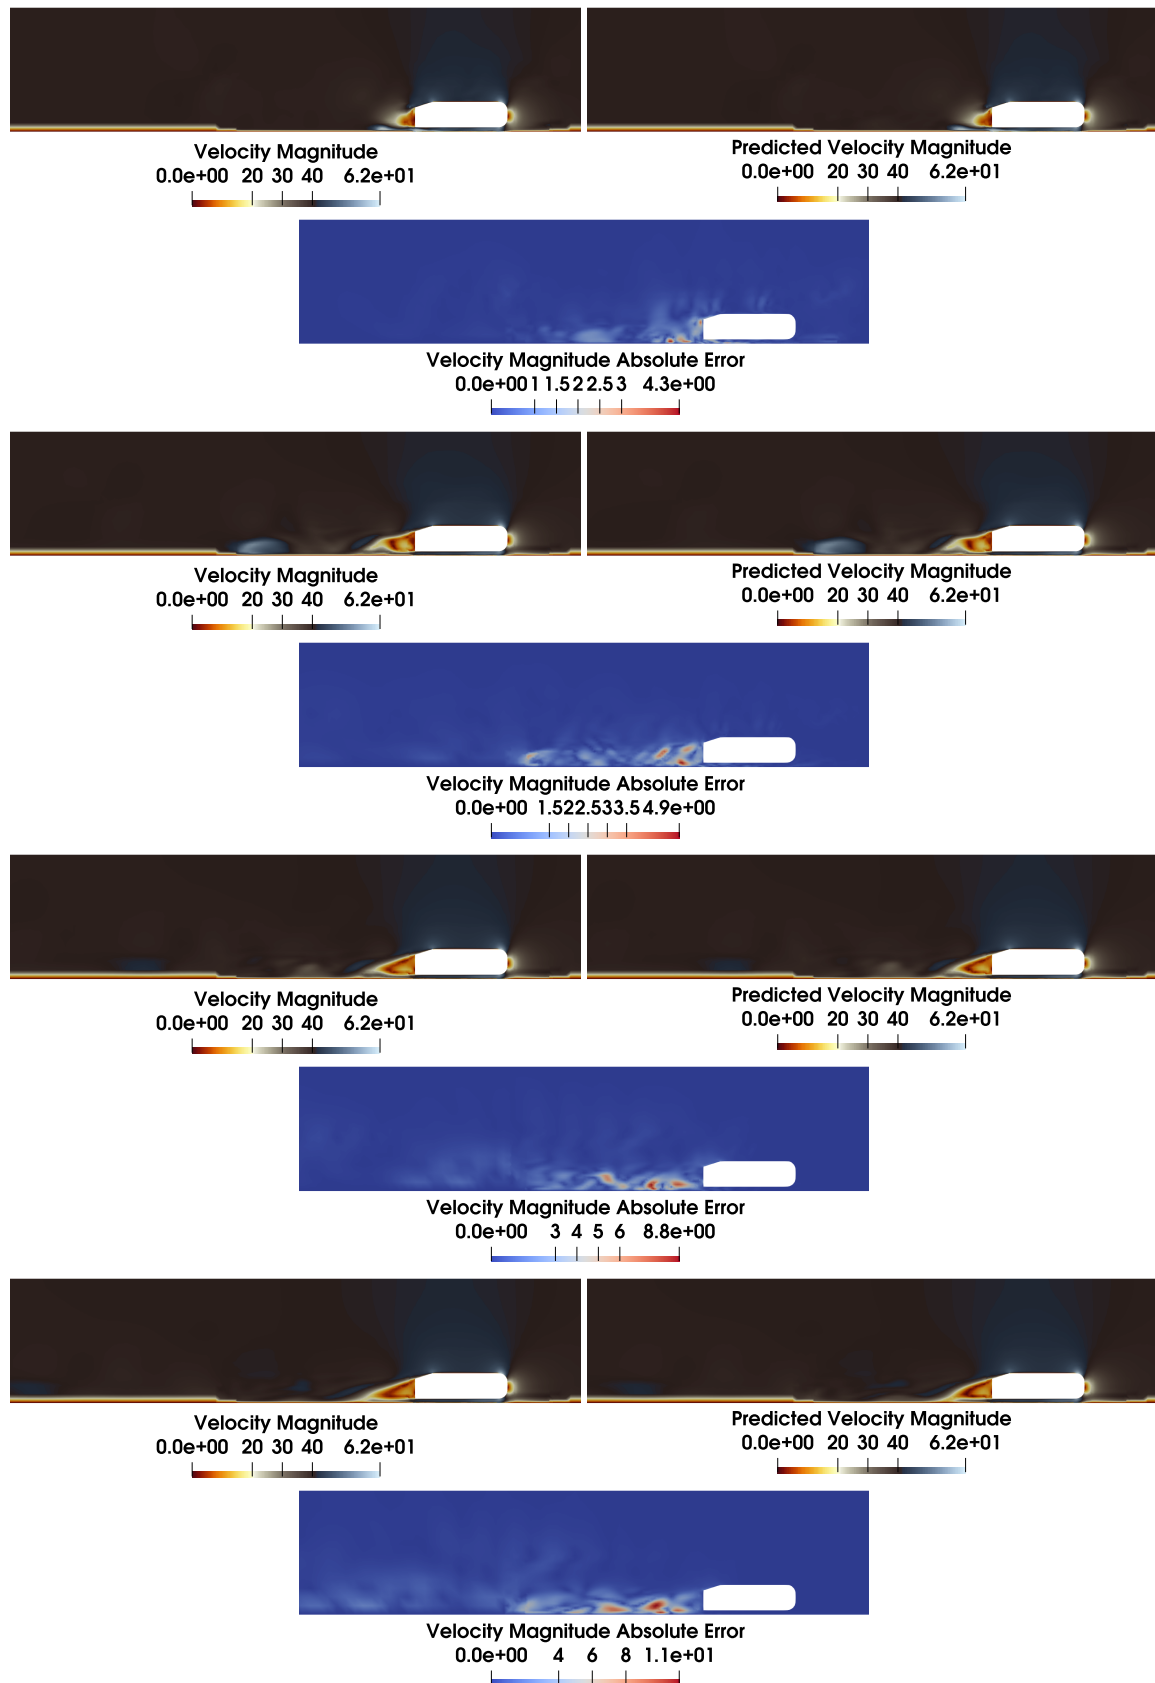 Velocity Magnitude
0.0e+00 20 30 40 6.2e+01
Predicted Velocity Magnitude
0.0e+00 20 30 40 6.2e+01
Velocity Magnitude Absolute Error
0.0e+00 1 1.5 2 2.5 3 4.3e+00
Velocity Magnitude
0.0e+00 20 30 40 6.2e+01
Predicted Velocity Magnitude
0.0e+00 20 30 40 6.2e+01
Velocity Magnitude Absolute Error
0.0e+00 1.5 2 2.5 3 3.5 4.9e+00
Velocity Magnitude
0.0e+00 20 30 40 6.2e+01
Predicted Velocity Magnitude
0.0e+00 20 30 40 6.2e+01
Velocity Magnitude Absolute Error
0.0e+00 3 4 5 6 8.8e+00
Velocity Magnitude
0.0e+00 20 30 40 6.2e+01
Predicted Velocity Magnitude
0.0e+00 20 30 40 6.2e+01
Velocity Magnitude Absolute Error
0.0e+00 4 6 8 1.1e+01